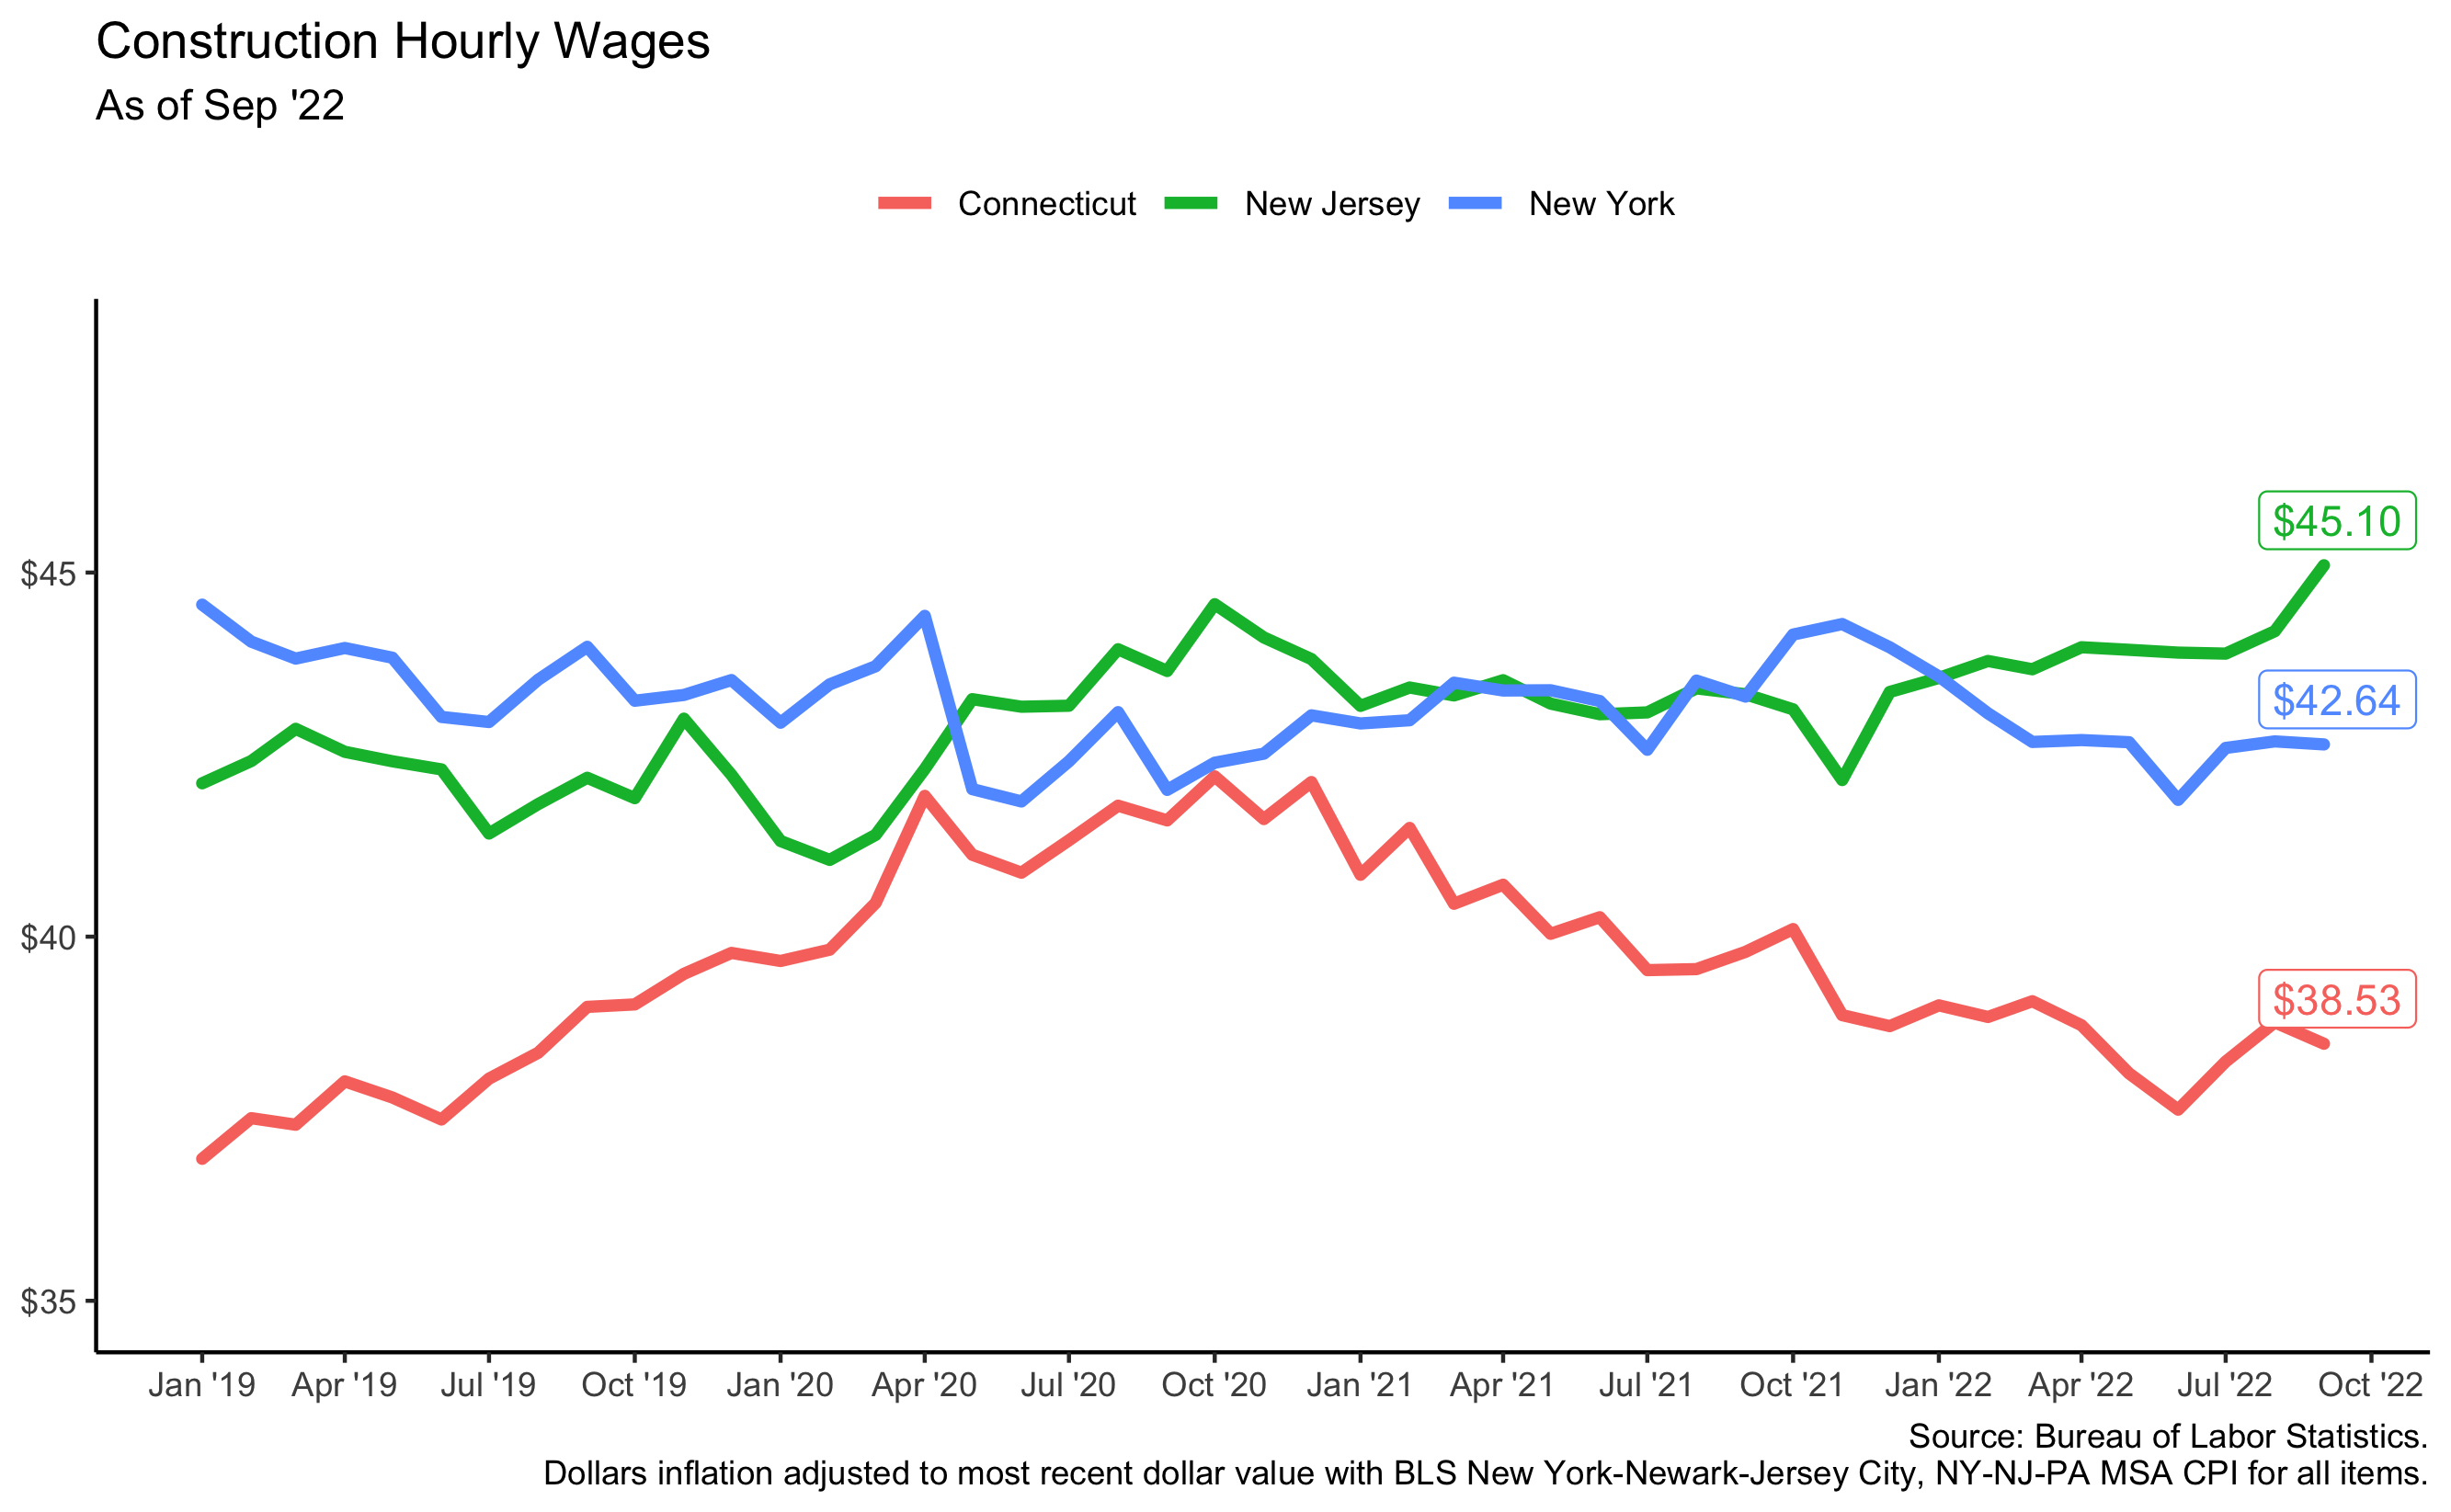 Construction Hourly Wages
As of Sep '22
Connecticut New Jersey New York
$45.10
$45
$42.64
$40
$38.53
$35
Jan '19 Apr '19 Jul '19 Oct '19 Jan '20 Apr '20 Jul '20 Oct '20 Jan '21 Apr '21 Jul '21 Oct '21 Jan '22 Apr '22 Jul '22 Oct '22
Source: Bureau of Labor Statistics.
Dollars inflation adjusted to most recent dollar value with BLS New York-Newark-Jersey City, NY-NJ-PA MSA CPI for all items.